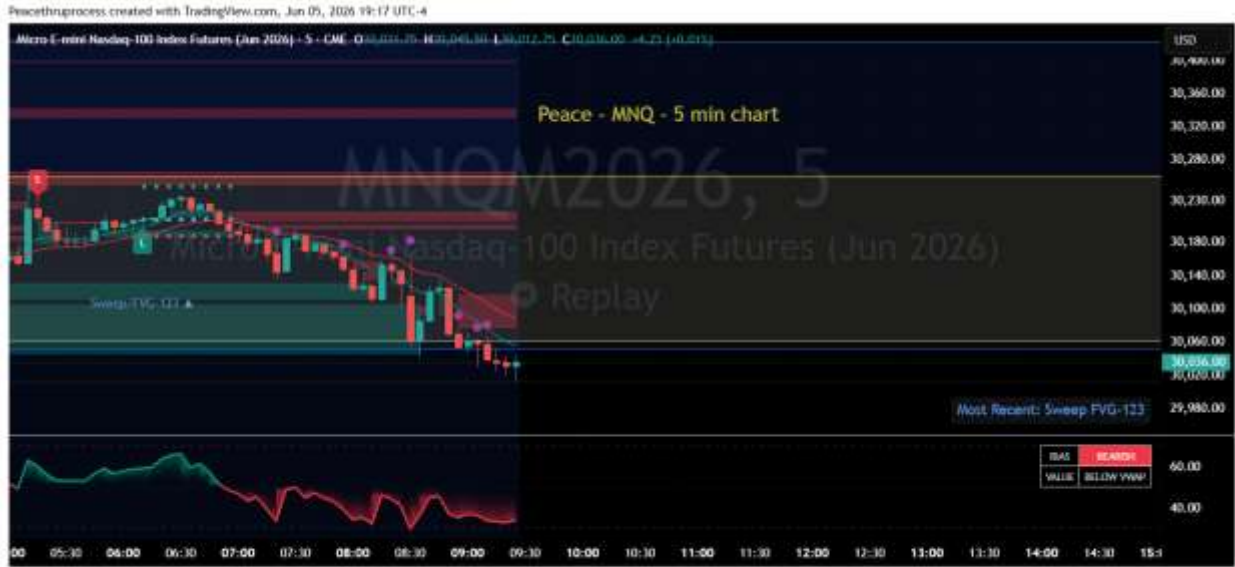 Peacethruprocess created with TradingView.com, Jun 05, 2026 19:17 UTC-4
Micro E-mini Nasdaq-100 Index Futures (Jun 2026) - 5 - CME
USD
Peace - MNQ - 5 min chart
MNQM2026, 5
Micro E-mini Nasdaq-100 Index Futures (Jun 2026)
Replay
S
L
Sweep FVG-123 ▲
30,400.00
30,360.00
30,320.00
30,280.00
30,230.00
30,180.00
30,140.00
30,100.00
30,060.00
30,036.00
30,020.00
29,980.00
Most Recent: Sweep FVG-123
BIAS BEARISH
VALUE BELOW VWAP
60.00
40.00
:00 05:30 06:00 06:30 07:00 07:30 08:00 08:30 09:00 09:30 10:00 10:30 11:00 11:30 12:00 12:30 13:00 13:30 14:00 14:30